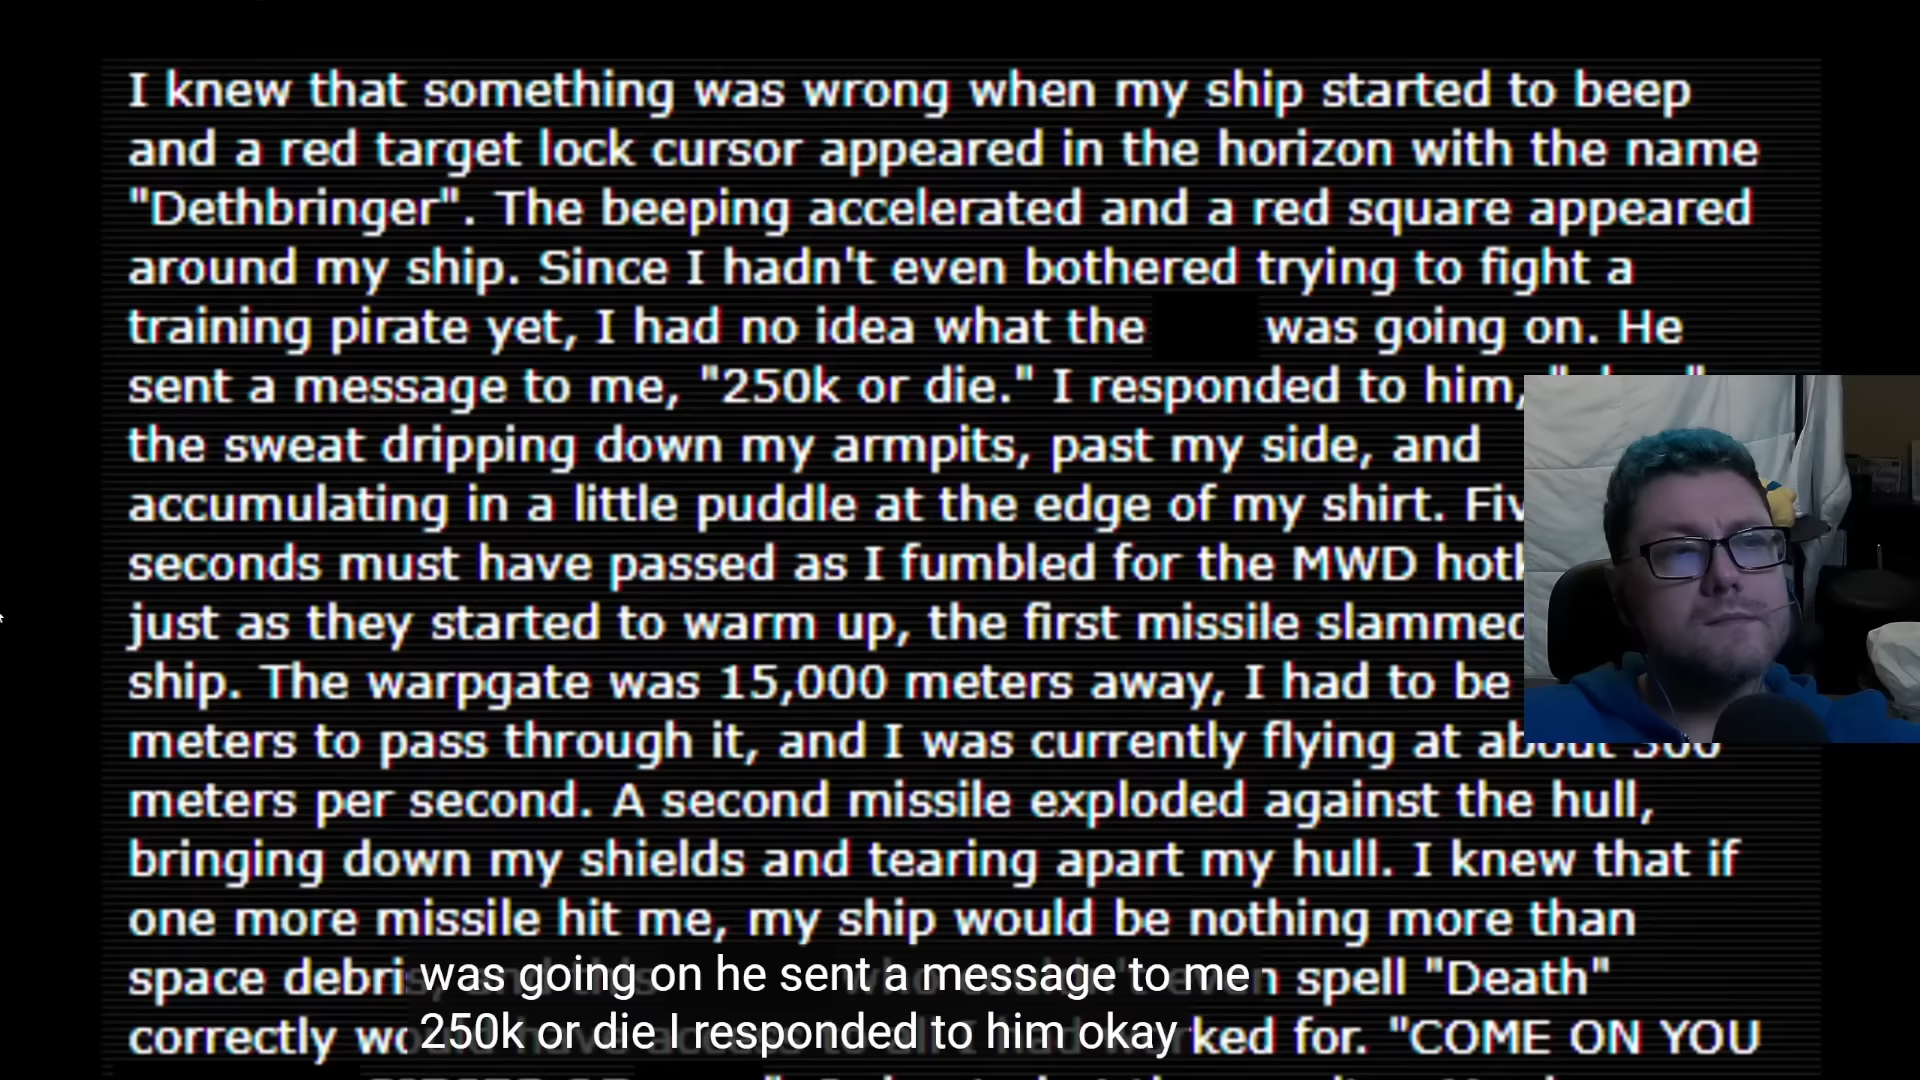 I knew that something was wrong when my ship started to beep
and a red target lock cursor appeared in the horizon with the name
"Dethbringer". The beeping accelerated and a red square appeared
around my ship. Since I hadn't even bothered trying to fight a
training pirate yet, I had no idea what the was going on. He
sent a message to me, "250k or die." I responded to him,
the sweat dripping down my armpits, past my side, and
accumulating in a little puddle at the edge of my shirt.
seconds must have passed as I fumbled for the MWD
just as they started to warm up, the first missile
ship. The warpgate was 15,000 meters away, I had to be
meters to pass through it, and I was currently flying at about 300
meters per second. A second missile exploded against the hull,
bringing down my shields and tearing apart my hull. I knew that if
one more missile hit me, my ship would be nothing more than
space spell "Death"
correctly for. "COME ON YOU
was going on he sent a message to me
250k or die I responded to him okay